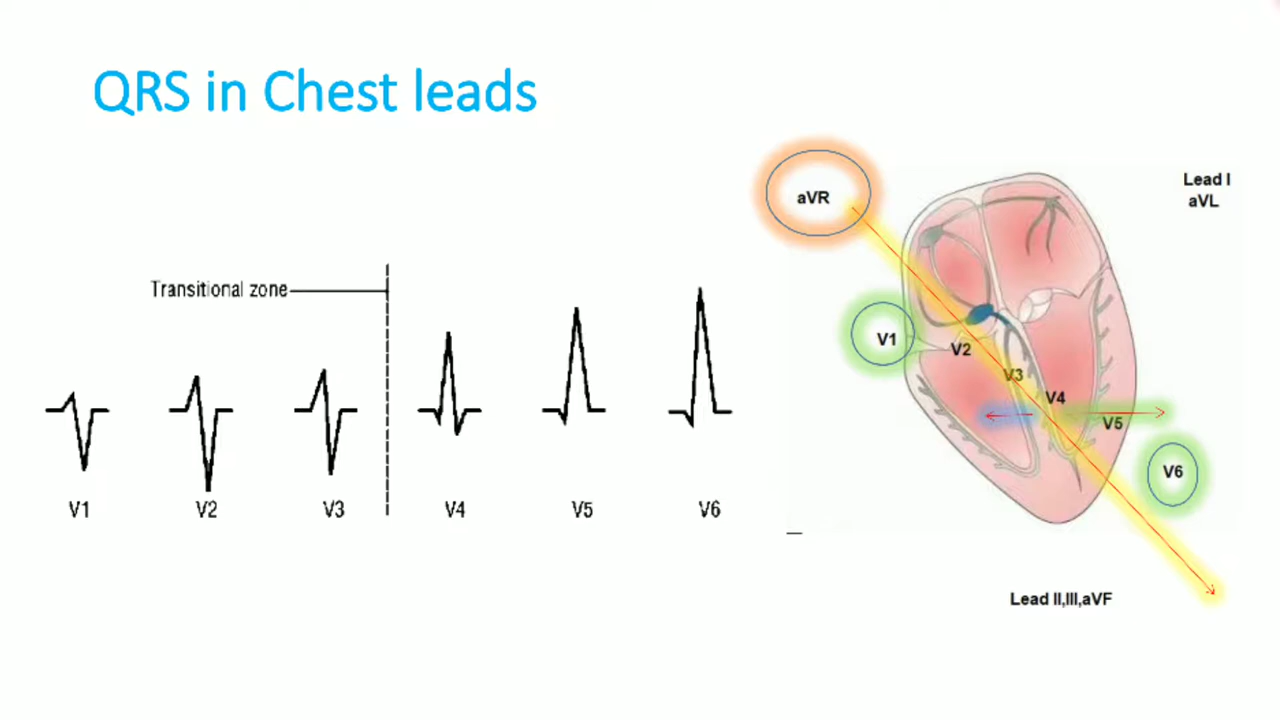 QRS in Chest leads
Transitional zone
V1 V2 V3 V4 V5 V6
aVR
Lead I
aVL
V1
V2
V3
V4
V5
V6
Lead II,III,aVF